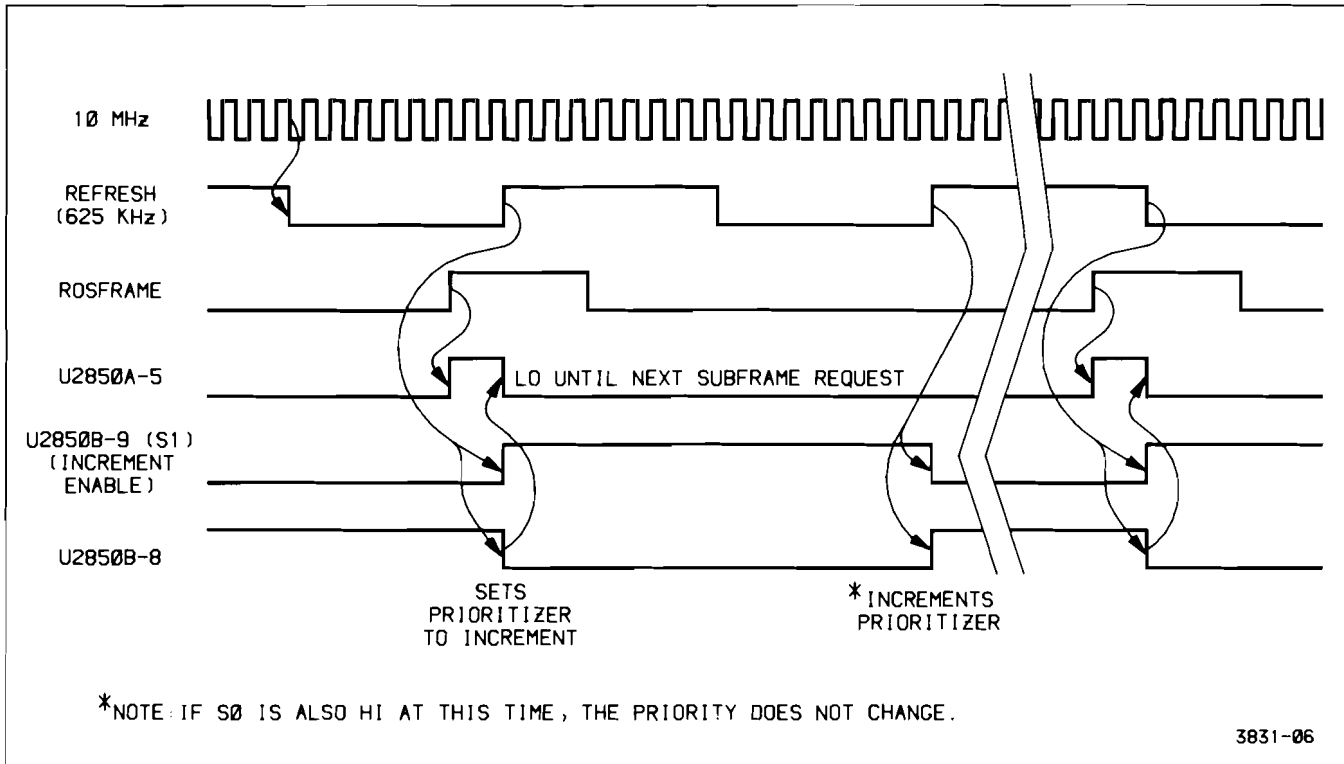 10 MHz
REFRESH
(625 KHz)
ROSFRAME
U2850A-5
LO UNTIL NEXT SUBFRAME REQUEST
U2850B-9 (S1)
(INCREMENT
ENABLE)
U2850B-8
SETS
PRIORITIZER
TO INCREMENT
*INCREMENTS
PRIORITIZER
*NOTE: IF S0 IS ALSO HI AT THIS TIME, THE PRIORITY DOES NOT CHANGE.
3831-06